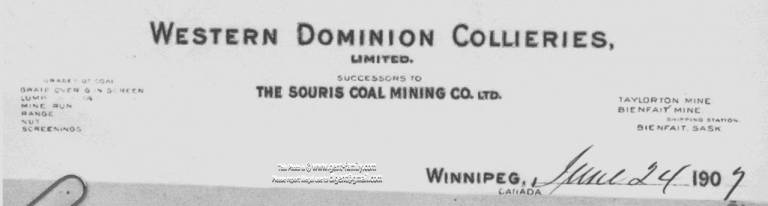 WESTERN DOMINION COLLIERIES,
LIMITED.
SUCCESSORS TO
THE SOURIS COAL MINING CO. LTD.
GRADES OF COAL
GRATE OVER 6 IN SCREEN
LUMP
MINE RUN
RANGE
NUT
SCREENINGS
TAYLORTON MINE
BIENFAIT MINE
SHIPPING STATION
BIENFAIT, SASK.
WINNIPEG, June 24 1907
CANADA